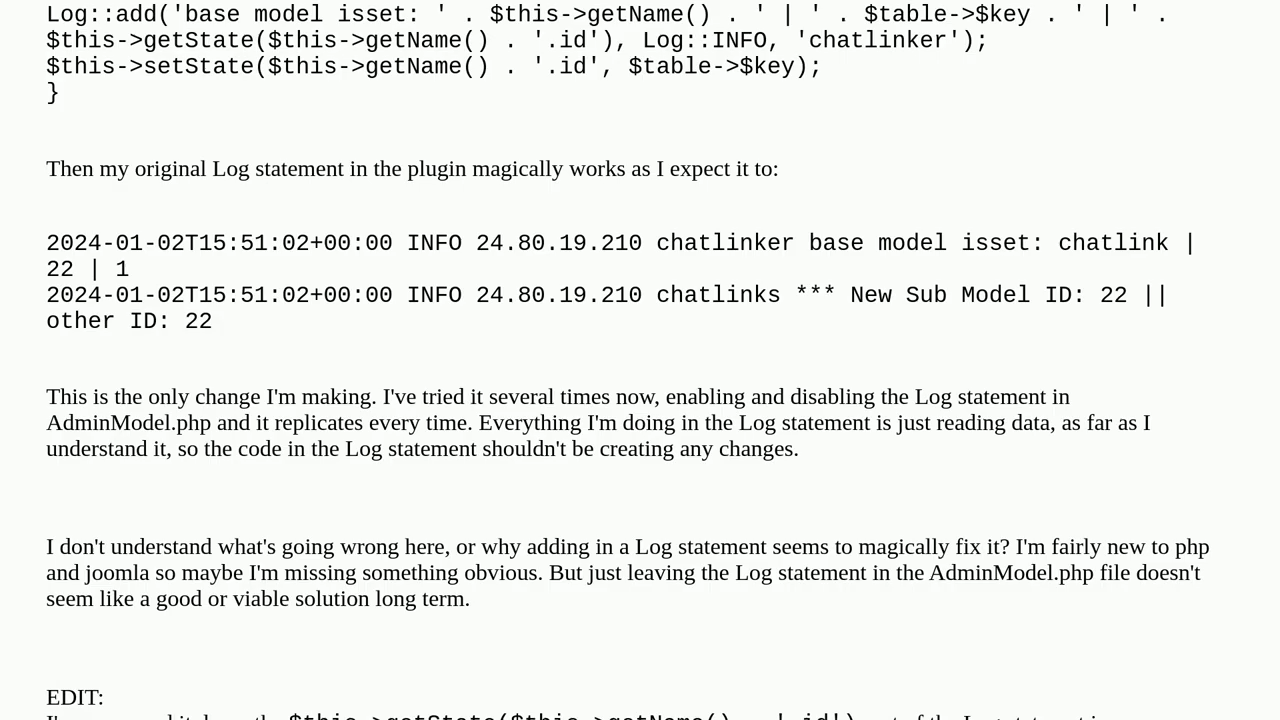 Log::add('base model isset: ' . $this->getName() . ' | ' . $table->$key . ' | ' .
$this->getState($this->getName() . '.id'), Log::INFO, 'chatlinker');
$this->setState($this->getName() . '.id', $table->$key);
}
Then my original Log statement in the plugin magically works as I expect it to:
2024-01-02T15:51:02+00:00 INFO 24.80.19.210 chatlinker base model isset: chatlink |
22 | 1
2024-01-02T15:51:02+00:00 INFO 24.80.19.210 chatlinks *** New Sub Model ID: 22 ||
other ID: 22
This is the only change I'm making. I've tried it several times now, enabling and disabling the Log statement in
AdminModel.php and it replicates every time. Everything I'm doing in the Log statement is just reading data, as far as I
understand it, so the code in the Log statement shouldn't be creating any changes.
I don't understand what's going wrong here, or why adding in a Log statement seems to magically fix it? I'm fairly new to php
and joomla so maybe I'm missing something obvious. But just leaving the Log statement in the AdminModel.php file doesn't
seem like a good or viable solution long term.
EDIT:
$this->getState($this->getName() . '.id')